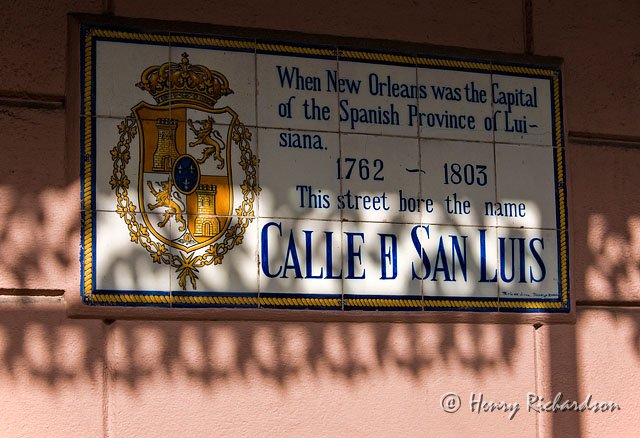 When New Orleans was the Capital
of the Spanish Province of Lui-
siana.
1762 ~ 1803
This street bore the name
CALLE D SAN LUIS
@ Henry Richardson